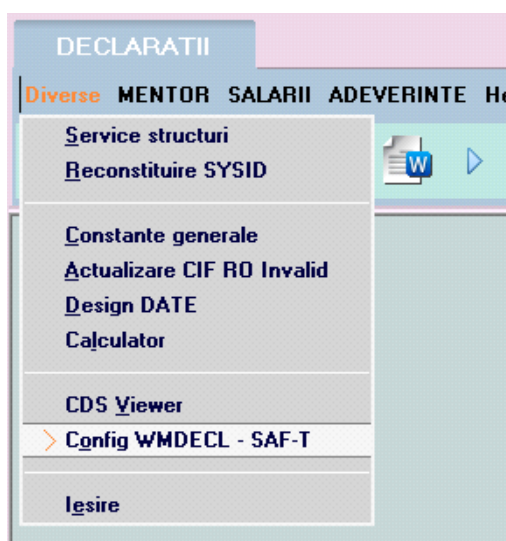 DECLARATII
Diverse MENTOR SALARII ADEVERINTE
Service structuri
Reconstituire SYSID
W
Constante generale
Actualizare CIF RO Invalid
Design DATE
Calculator
CDS Viewer
Config WMDECL - SAF-T
Iesire